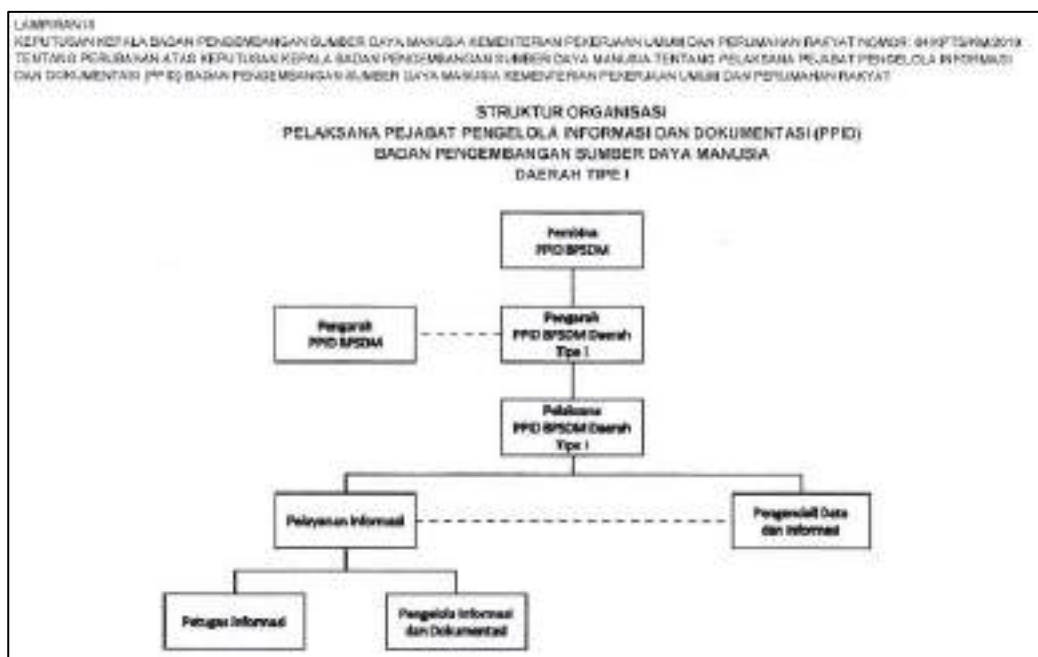 LAMPIRAN II
KEPUTUSAN KEPALA BADAN PENGEMBANGAN SUMBER DAYA MANUSIA KEMENTERIAN PEKERJAAN UMUM DAN PERUMAHAN RAKYAT NOMOR:
TENTANG PERUBAHAN ATAS KEPUTUSAN KEPALA BADAN PENGEMBANGAN SUMBER DAYA MANUSIA TENTANG PELAKSANA PEJABAT PENGELOLA INFORMASI
DAN DOKUMENTASI (PPID) BADAN PENGEMBANGAN SUMBER DAYA MANUSIA KEMENTERIAN PEKERJAAN UMUM DAN PERUMAHAN RAKYAT
STRUKTUR ORGANISASI
PELAKSANA PEJABAT PENGELOLA INFORMASI DAN DOKUMENTASI (PPID)
BADAN PENGEMBANGAN SUMBER DAYA MANUSIA
DAERAH TIPE I
Pembina
PPID BPSDM
Pengarah
PPID BPSDM
Pengarah
PPID BPSDM Daerah
Tipe I
Pelaksana
PPID BPSDM Daerah
Tipe I
Pelayanan Informasi
Pengendali Data
dan Informasi
Petugas Informasi
Pengelola Informasi
dan Dokumentasi